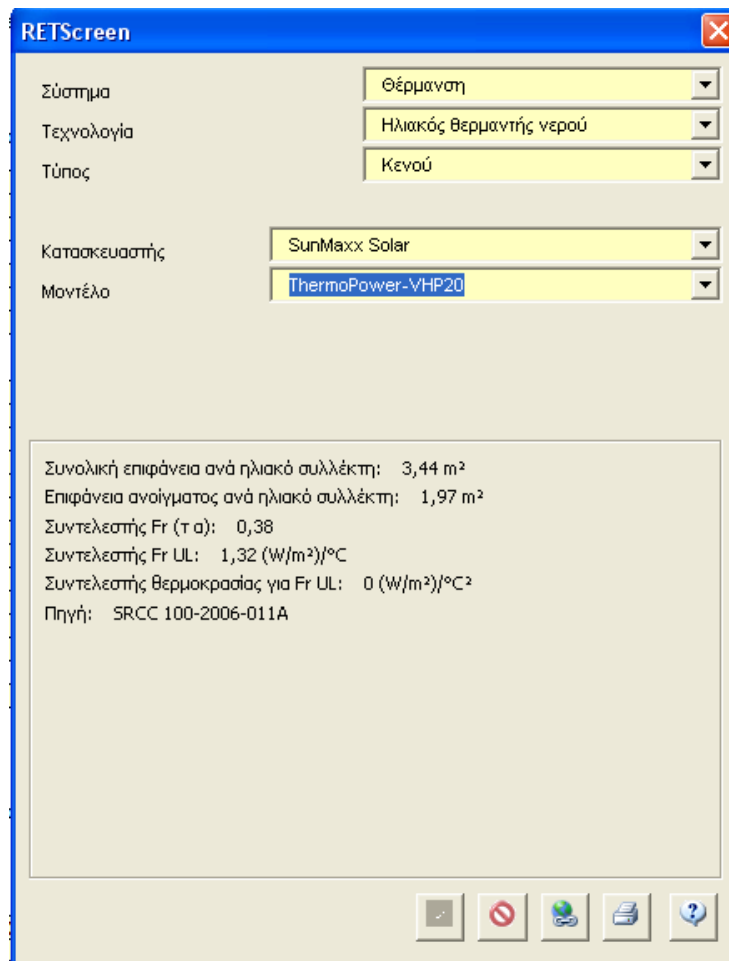 RETScreen
Σύστημα Θέρμανση
Τεχνολογία Ηλιακός θερμαντής νερού
Τύπος Κενού
Κατασκευαστής SunMaxx Solar
Μοντέλο ThermoPower-VHP20
Συνολική επιφάνεια ανά ηλιακό συλλέκτη: 3,44 m²
Επιφάνεια ανοίγματος ανά ηλιακό συλλέκτη: 1,97 m²
Συντελεστής Fr (τ α): 0,38
Συντελεστής Fr UL: 1,32 (W/m²)/°C
Συντελεστής θερμοκρασίας για Fr UL: 0 (W/m²)/°C²
Πηγή: SRCC 100-2006-011A